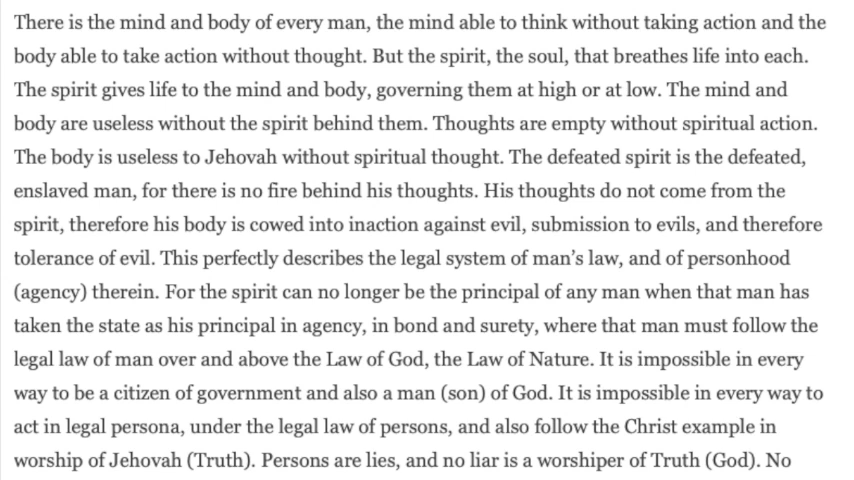 There is the mind and body of every man, the mind able to think without taking action and the
body able to take action without thought. But the spirit, the soul, that breathes life into each.
The spirit gives life to the mind and body, governing them at high or at low. The mind and
body are useless without the spirit behind them. Thoughts are empty without spiritual action.
The body is useless to Jehovah without spiritual thought. The defeated spirit is the defeated,
enslaved man, for there is no fire behind his thoughts. His thoughts do not come from the
spirit, therefore his body is cowed into inaction against evil, submission to evils, and therefore
tolerance of evil. This perfectly describes the legal system of man’s law, and of personhood
(agency) therein. For the spirit can no longer be the principal of any man when that man has
taken the state as his principal in agency, in bond and surety, where that man must follow the
legal law of man over and above the Law of God, the Law of Nature. It is impossible in every
way to be a citizen of government and also a man (son) of God. It is impossible in every way to
act in legal persona, under the legal law of persons, and also follow the Christ example in
worship of Jehovah (Truth). Persons are lies, and no liar is a worshiper of Truth (God). No